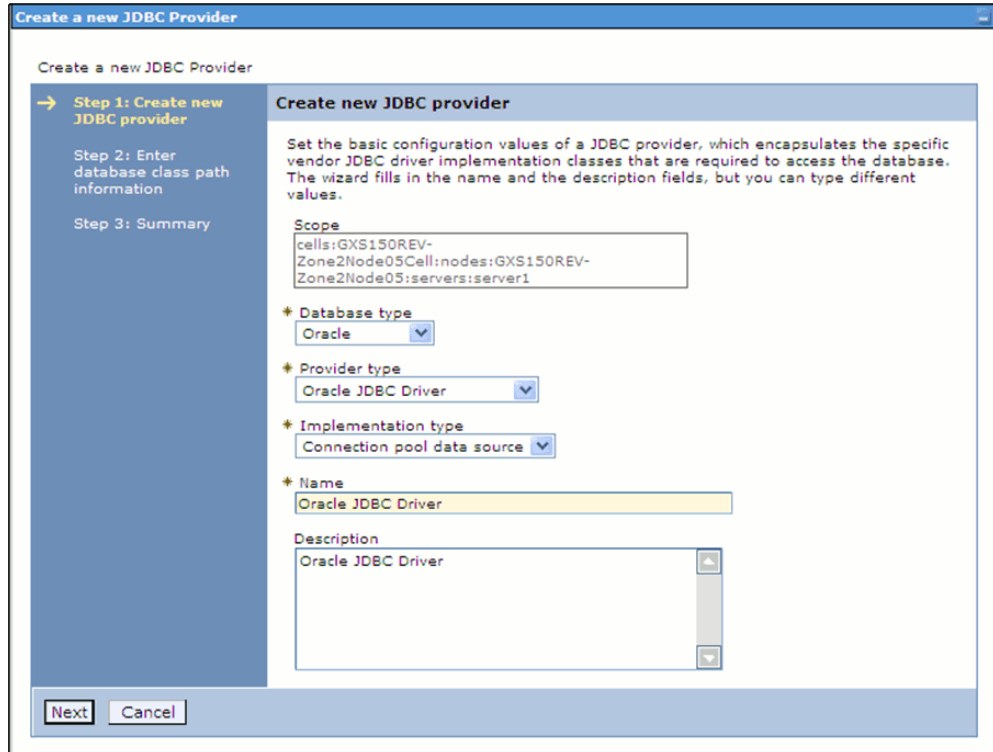 Create a new JDBC Provider
Create a new JDBC Provider
Step 1: Create new
JDBC provider
Step 2: Enter
database class path
information
Step 3: Summary
Create new JDBC provider
Set the basic configuration values of a JDBC provider, which encapsulates the specific
vendor JDBC driver implementation classes that are required to access the database.
The wizard fills in the name and the description fields, but you can type different
values.
Scope
cells:GXS150REV-
Zone2Node05Cell:nodes:GXS150REV-
Zone2Node05:servers:server1
* Database type
Oracle
* Provider type
Oracle JDBC Driver
* Implementation type
Connection pool data source
* Name
Oracle JDBC Driver
Description
Oracle JDBC Driver
Next Cancel